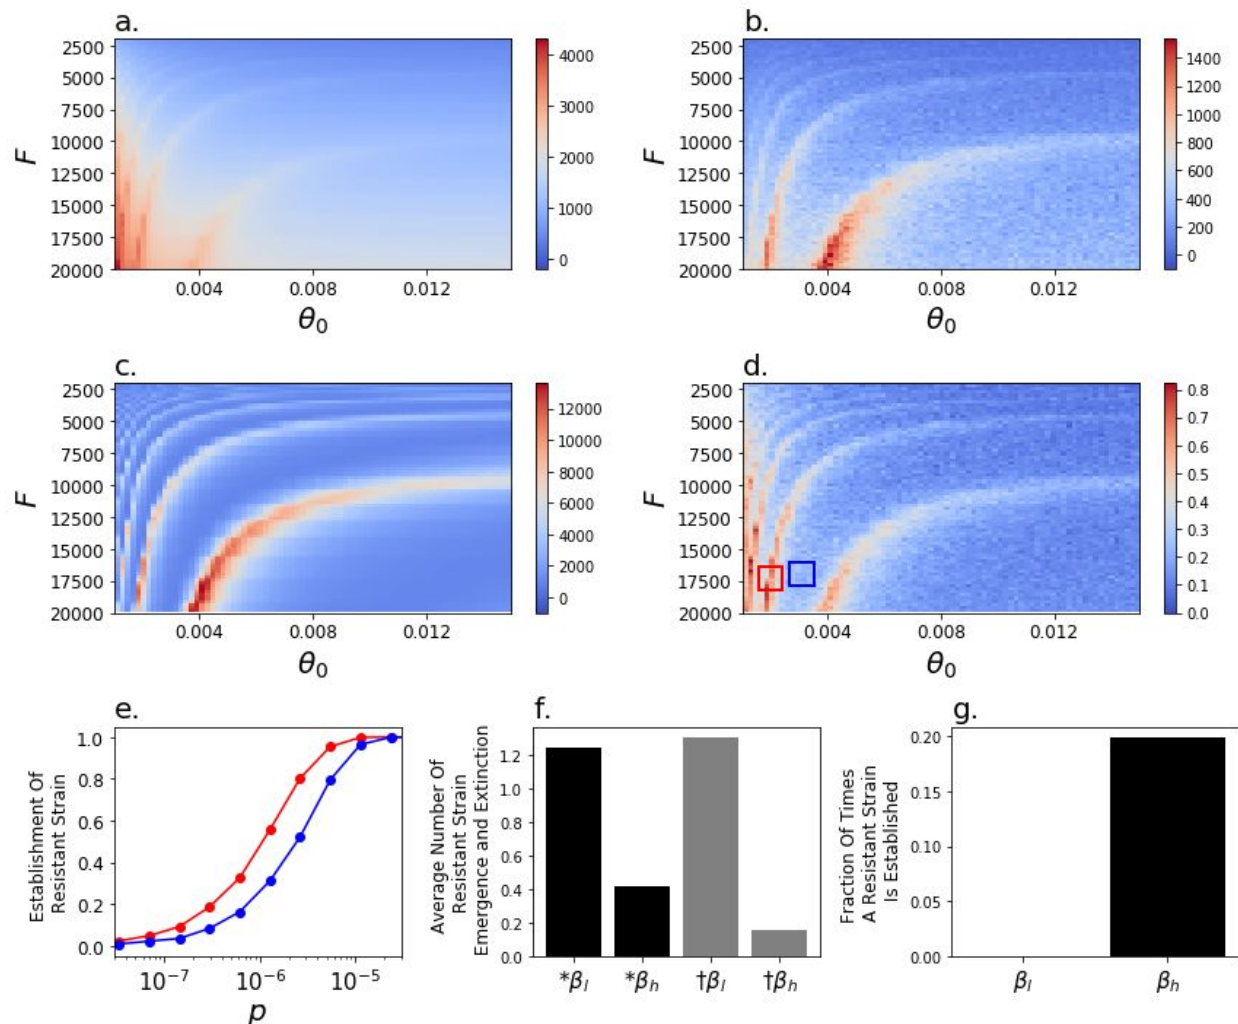 a.
2500
5000
7500
10000
12500
15000
17500
20000
F
0.004 0.008 0.012
θ0
4000
3000
2000
1000
0
b.
2500
5000
7500
10000
12500
15000
17500
20000
F
0.004 0.008 0.012
θ0
1400
1200
1000
800
600
400
200
0
c.
2500
5000
7500
10000
12500
15000
17500
20000
F
0.004 0.008 0.012
θ0
12000
10000
8000
6000
4000
2000
0
d.
2500
5000
7500
10000
12500
15000
17500
20000
F
0.004 0.008 0.012
θ0
0.8
0.7
0.6
0.5
0.4
0.3
0.2
0.1
0.0
e.
Establishment Of
Resistant Strain
1.0
0.8
0.6
0.4
0.2
0.0
10⁻⁷ 10⁻⁶ 10⁻⁵
p
f.
Average Number Of
Resistant Strain
Emergence and Extinction
1.2
1.0
0.8
0.6
0.4
0.2
0.0
*βl *βh †βl †βh
g.
Fraction Of Times
A Resistant Strain
Is Established
0.20
0.15
0.10
0.05
0.00
βl βh